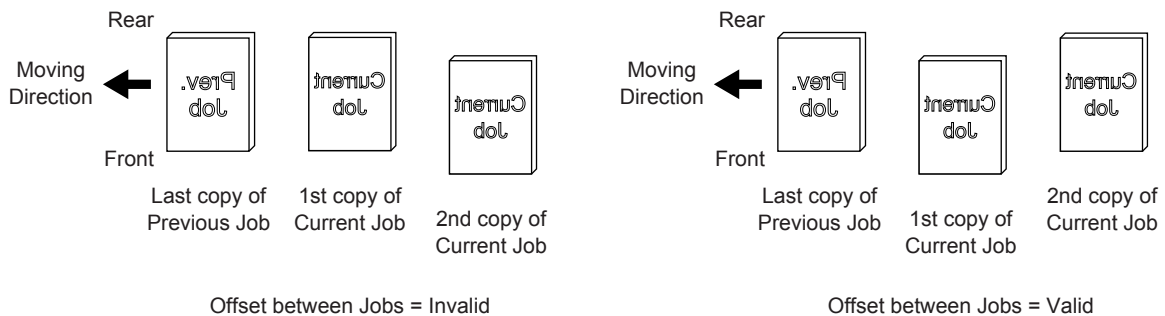 Rear
Moving
Direction
Prev.
Job
Current
Job
Current
Job
Front
Last copy of
Previous Job
1st copy of
Current Job
2nd copy of
Current Job
Offset between Jobs = Invalid
Rear
Moving
Direction
Prev.
Job
Current
Job
Current
Job
Front
Last copy of
Previous Job
1st copy of
Current Job
2nd copy of
Current Job
Offset between Jobs = Valid